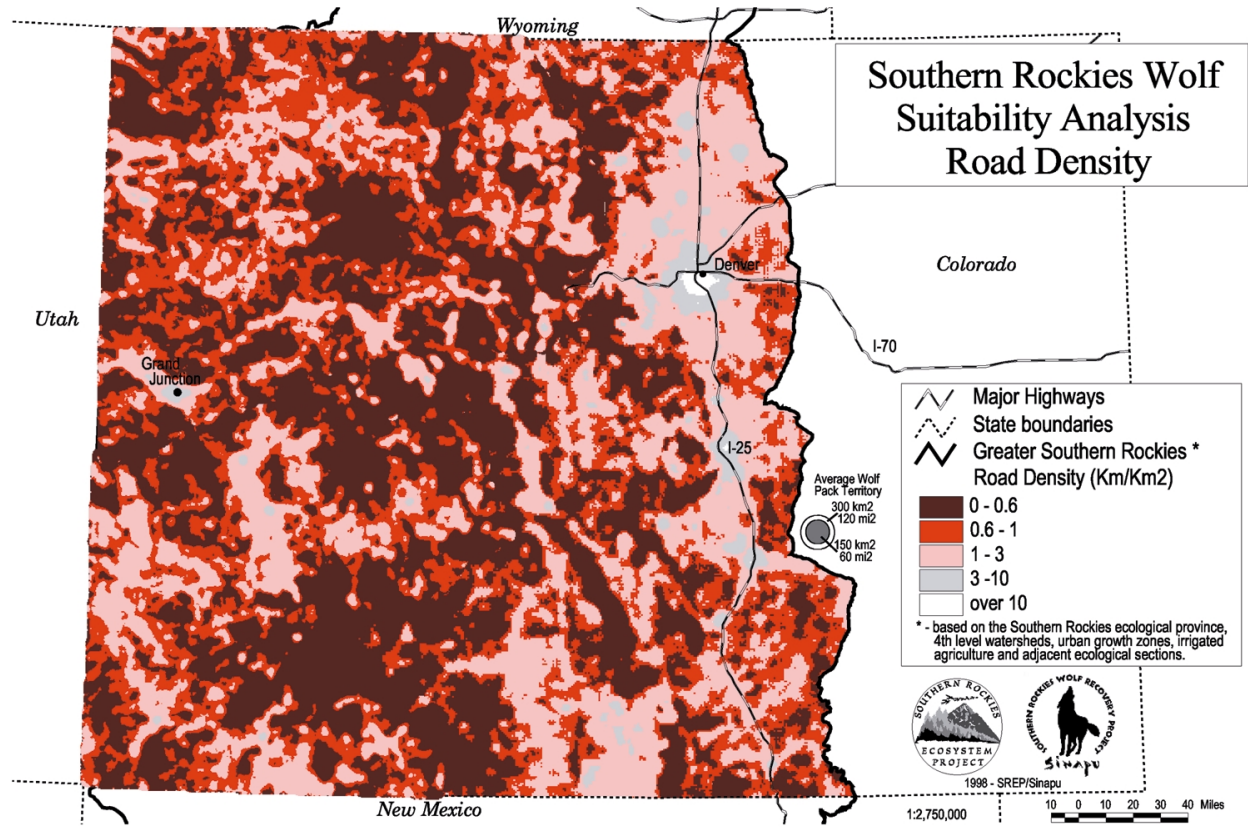 Wyoming
Southern Rockies Wolf
Suitability Analysis
Road Density
Denver
Colorado
Utah
I-70
Grand
Junction
Major Highways
State boundaries
Greater Southern Rockies *
Road Density (Km/Km2)
I-25
Average Wolf
Pack Territory
300 km2
120 mi2
150 km2
60 mi2
0 - 0.6
0.6 - 1
1 - 3
3 -10
over 10
* - based on the Southern Rockies ecological province,
4th level watersheds, urban growth zones, irrigated
agriculture and adjacent ecological sections.
SOUTHERN ROCKIES
ECOSYSTEM
PROJECT
SOUTHERN ROCKIES WOLF RECOVERY PROJECT
Sinapu
1998 - SREP/Sinapu
New Mexico
1:2,750,000
10 0 10 20 30 40 Miles